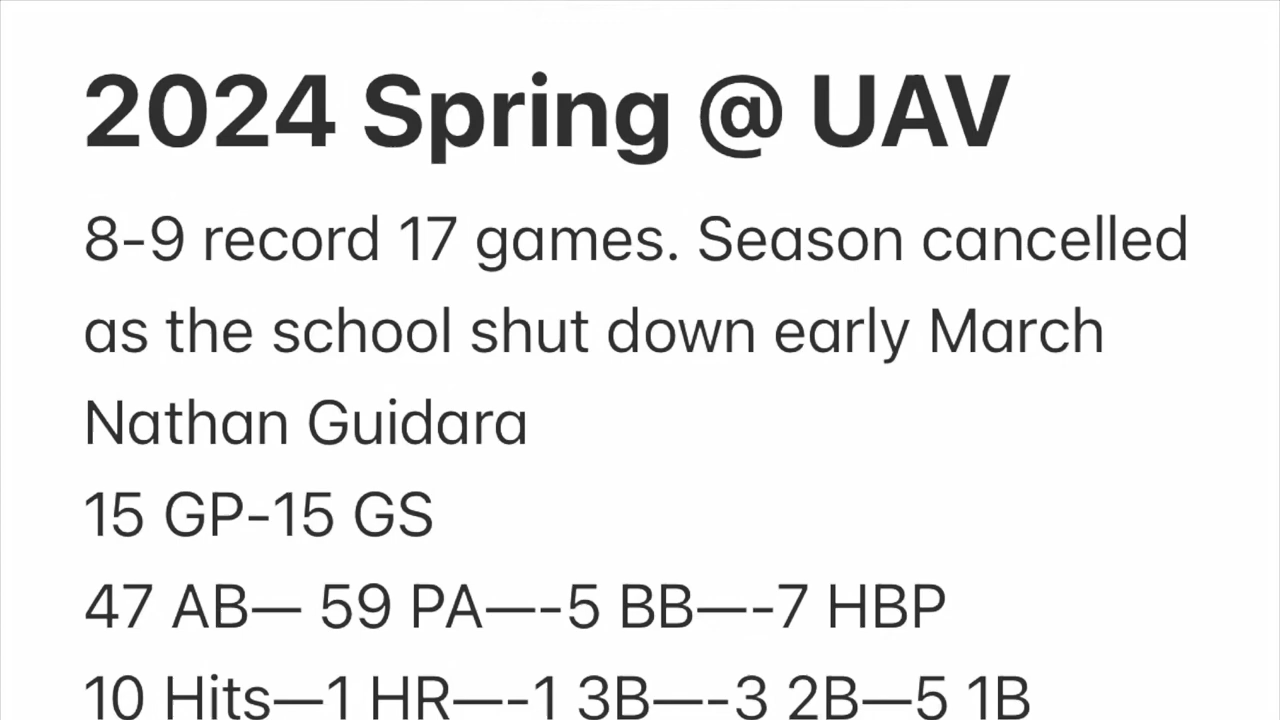 2024 Spring @ UAV
8-9 record 17 games. Season cancelled
as the school shut down early March
Nathan Guidara
15 GP-15 GS
47 AB— 59 PA—-5 BB—-7 HBP
10 Hits—1 HR—-1 3B—-3 2B—5 1B